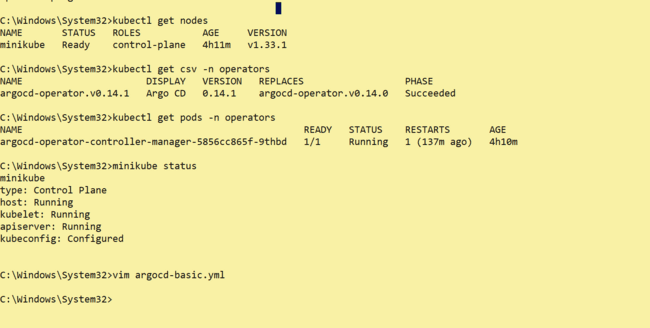 C:\Windows\System32>kubectl get nodes
NAME STATUS ROLES AGE VERSION
minikube Ready control-plane 4h11m v1.33.1
C:\Windows\System32>kubectl get csv -n operators
NAME DISPLAY VERSION REPLACES PHASE
argocd-operator.v0.14.1 Argo CD 0.14.1 argocd-operator.v0.14.0 Succeeded
C:\Windows\System32>kubectl get pods -n operators
NAME READY STATUS RESTARTS AGE
argocd-operator-controller-manager-5856cc865f-9thbd 1/1 Running 1 (137m ago) 4h10m
C:\Windows\System32>minikube status
minikube
type: Control Plane
host: Running
kubelet: Running
apiserver: Running
kubeconfig: Configured
C:\Windows\System32>vim argocd-basic.yml
C:\Windows\System32>